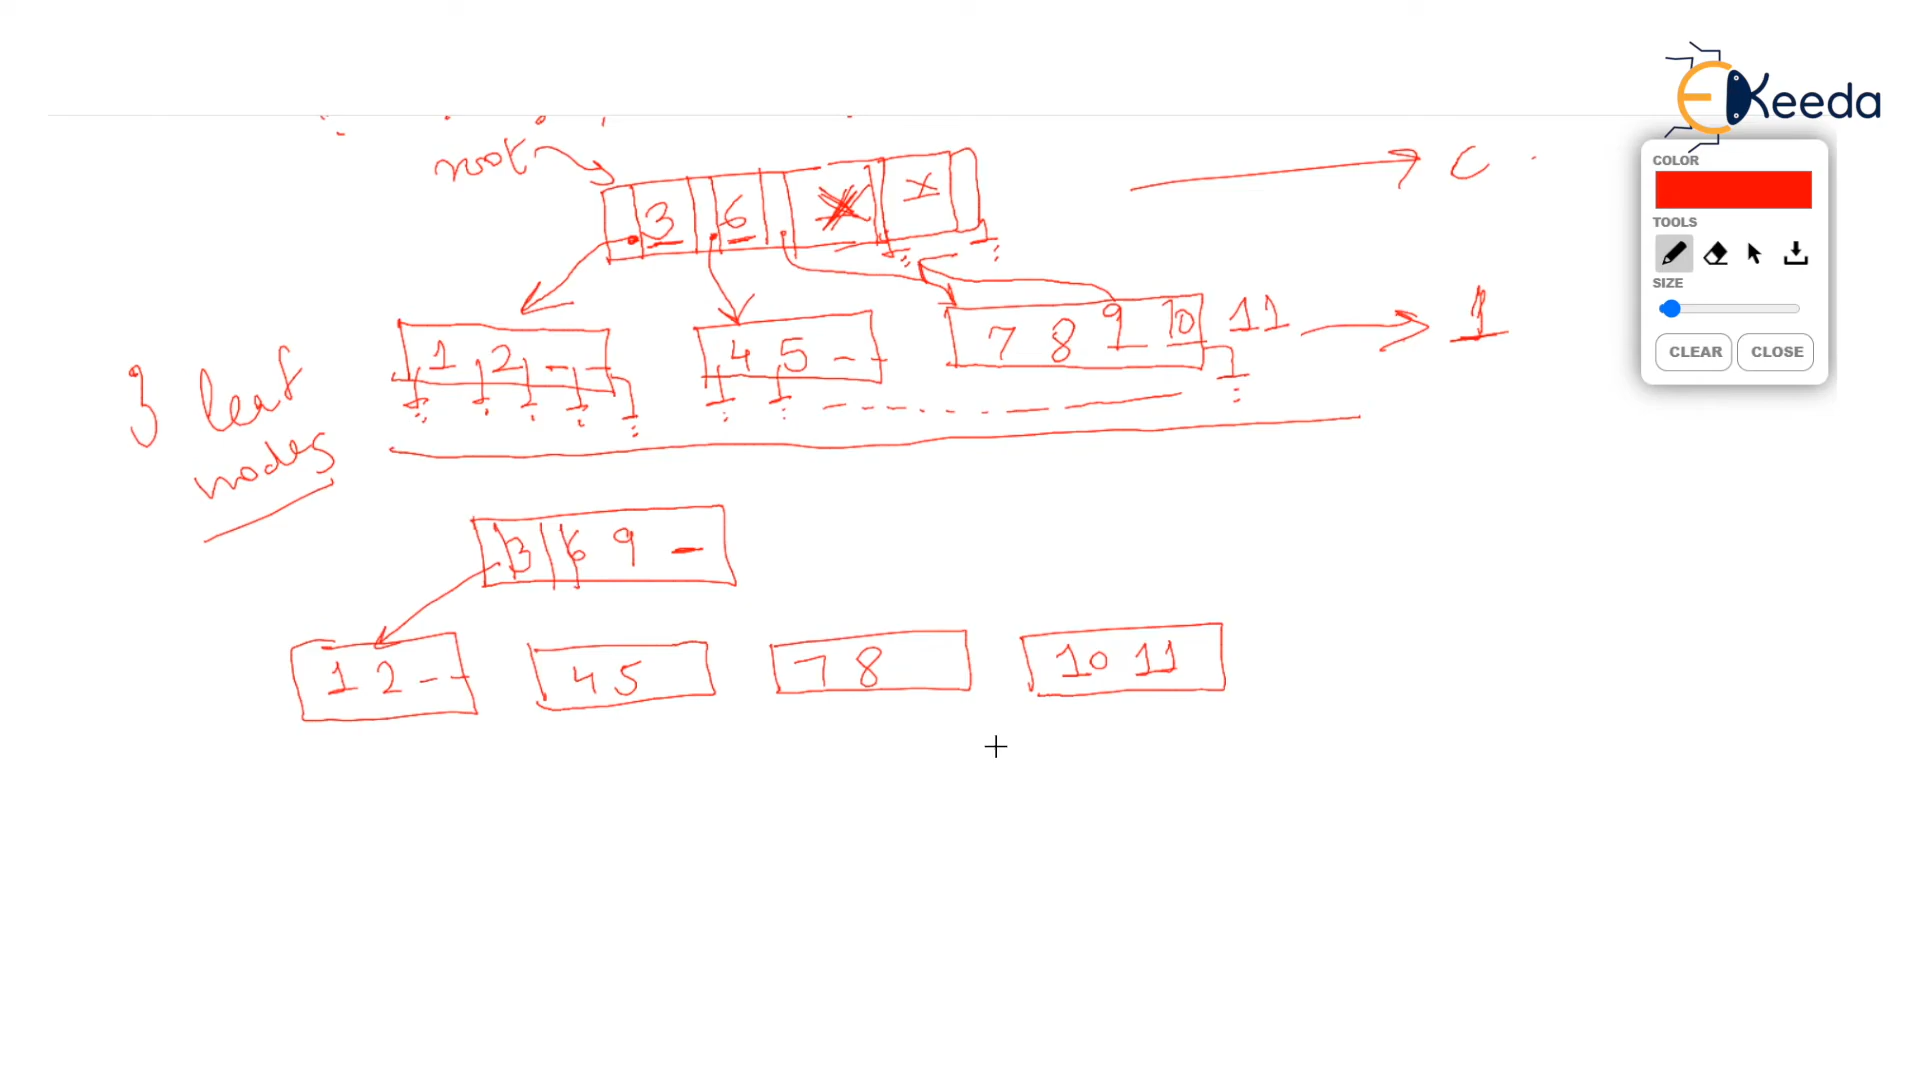 Keeda
COLOR
TOOLS
SIZE
CLEAR CLOSE
root
3 6 x
c
1 2 - -
4 5 - -
7 8 9 10 11
1
3 leaf
nodes
3 6 9 -
1 2 - -
4 5
7 8
10 11